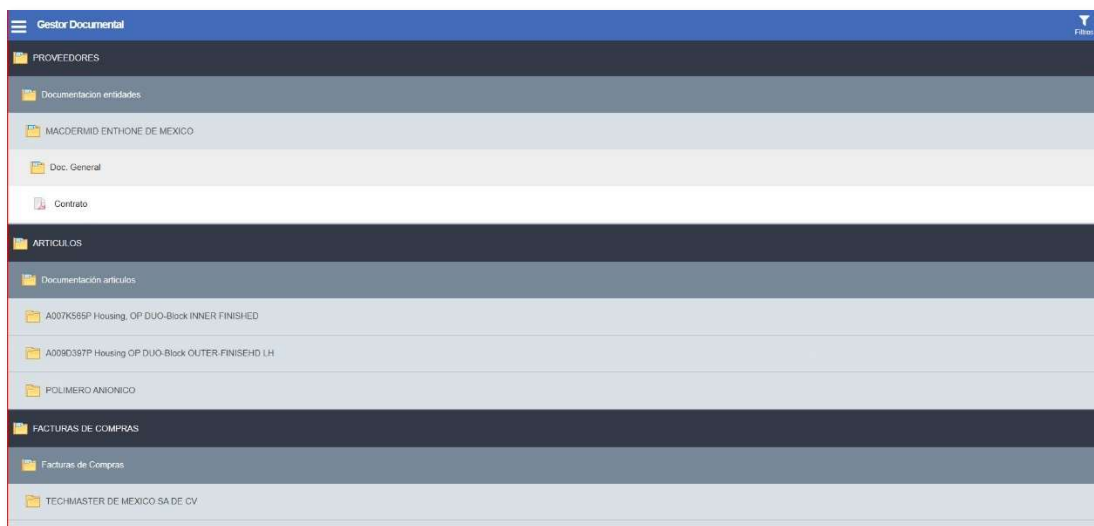 Gestor Documental
Filtros
PROVEEDORES
Documentacion entidades
MACDERMID ENTHONE DE MEXICO
Doc. General
Contrato
ARTICULOS
Documentación articulos
A007K565P Housing, OP DUO-Block INNER FINISHED
A009D397P Housing OP DUO-Block OUTER-FINISEHD LH
POLIMERO ANIONICO
FACTURAS DE COMPRAS
Facturas de Compras
TECHMASTER DE MEXICO SA DE CV